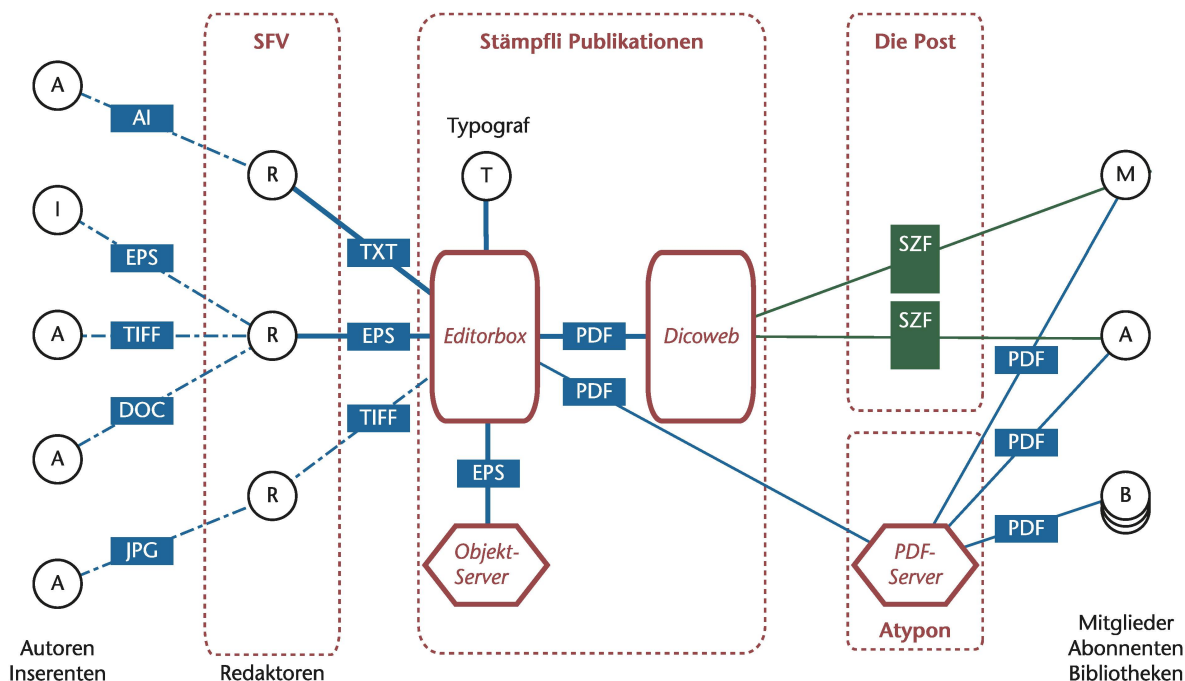 SFV
Stämpfli Publikationen
Die Post
A
AI
Typograf
R
T
M
I
TXT
SZF
EPS
A
TIFF
R
EPS
Editorbox
PDF
Dicoweb
SZF
A
PDF
DOC
TIFF
PDF
PDF
A
EPS
R
B
JPG
PDF
A
Objekt-
Server
PDF-
Server
Atypon
Autoren
Inserenten
Redaktoren
Mitglieder
Abonnenten
Bibliotheken